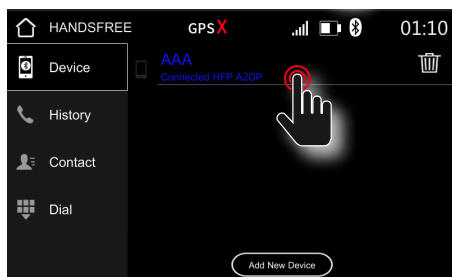 HANDSFREE GPS X 01:10
Device
AAA
Connected HFP A2DP
History
Contact
Dial
Add New Device